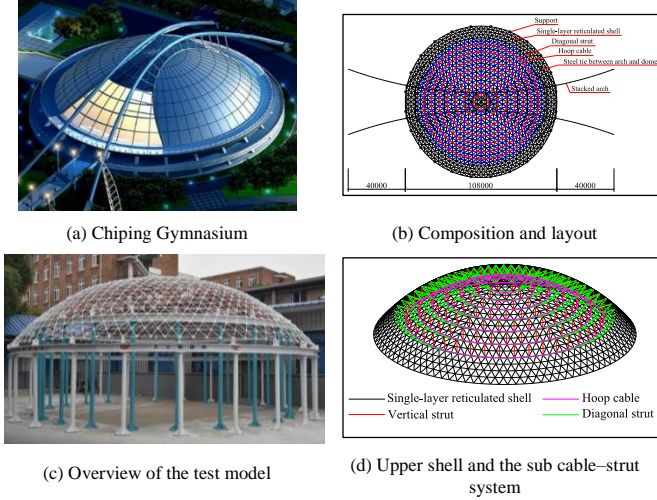 Support
Single-layer reticulated shell
Diagonal strut
Hoop cable
Steel tie between arch and dome
Stacked arch
40000
108000
40000
(a) Chiping Gymnasium
(b) Composition and layout
Single-layer reticulated shell
Hoop cable
Vertical strut
Diagonal strut
(c) Overview of the test model
(d) Upper shell and the sub cable–strut
system